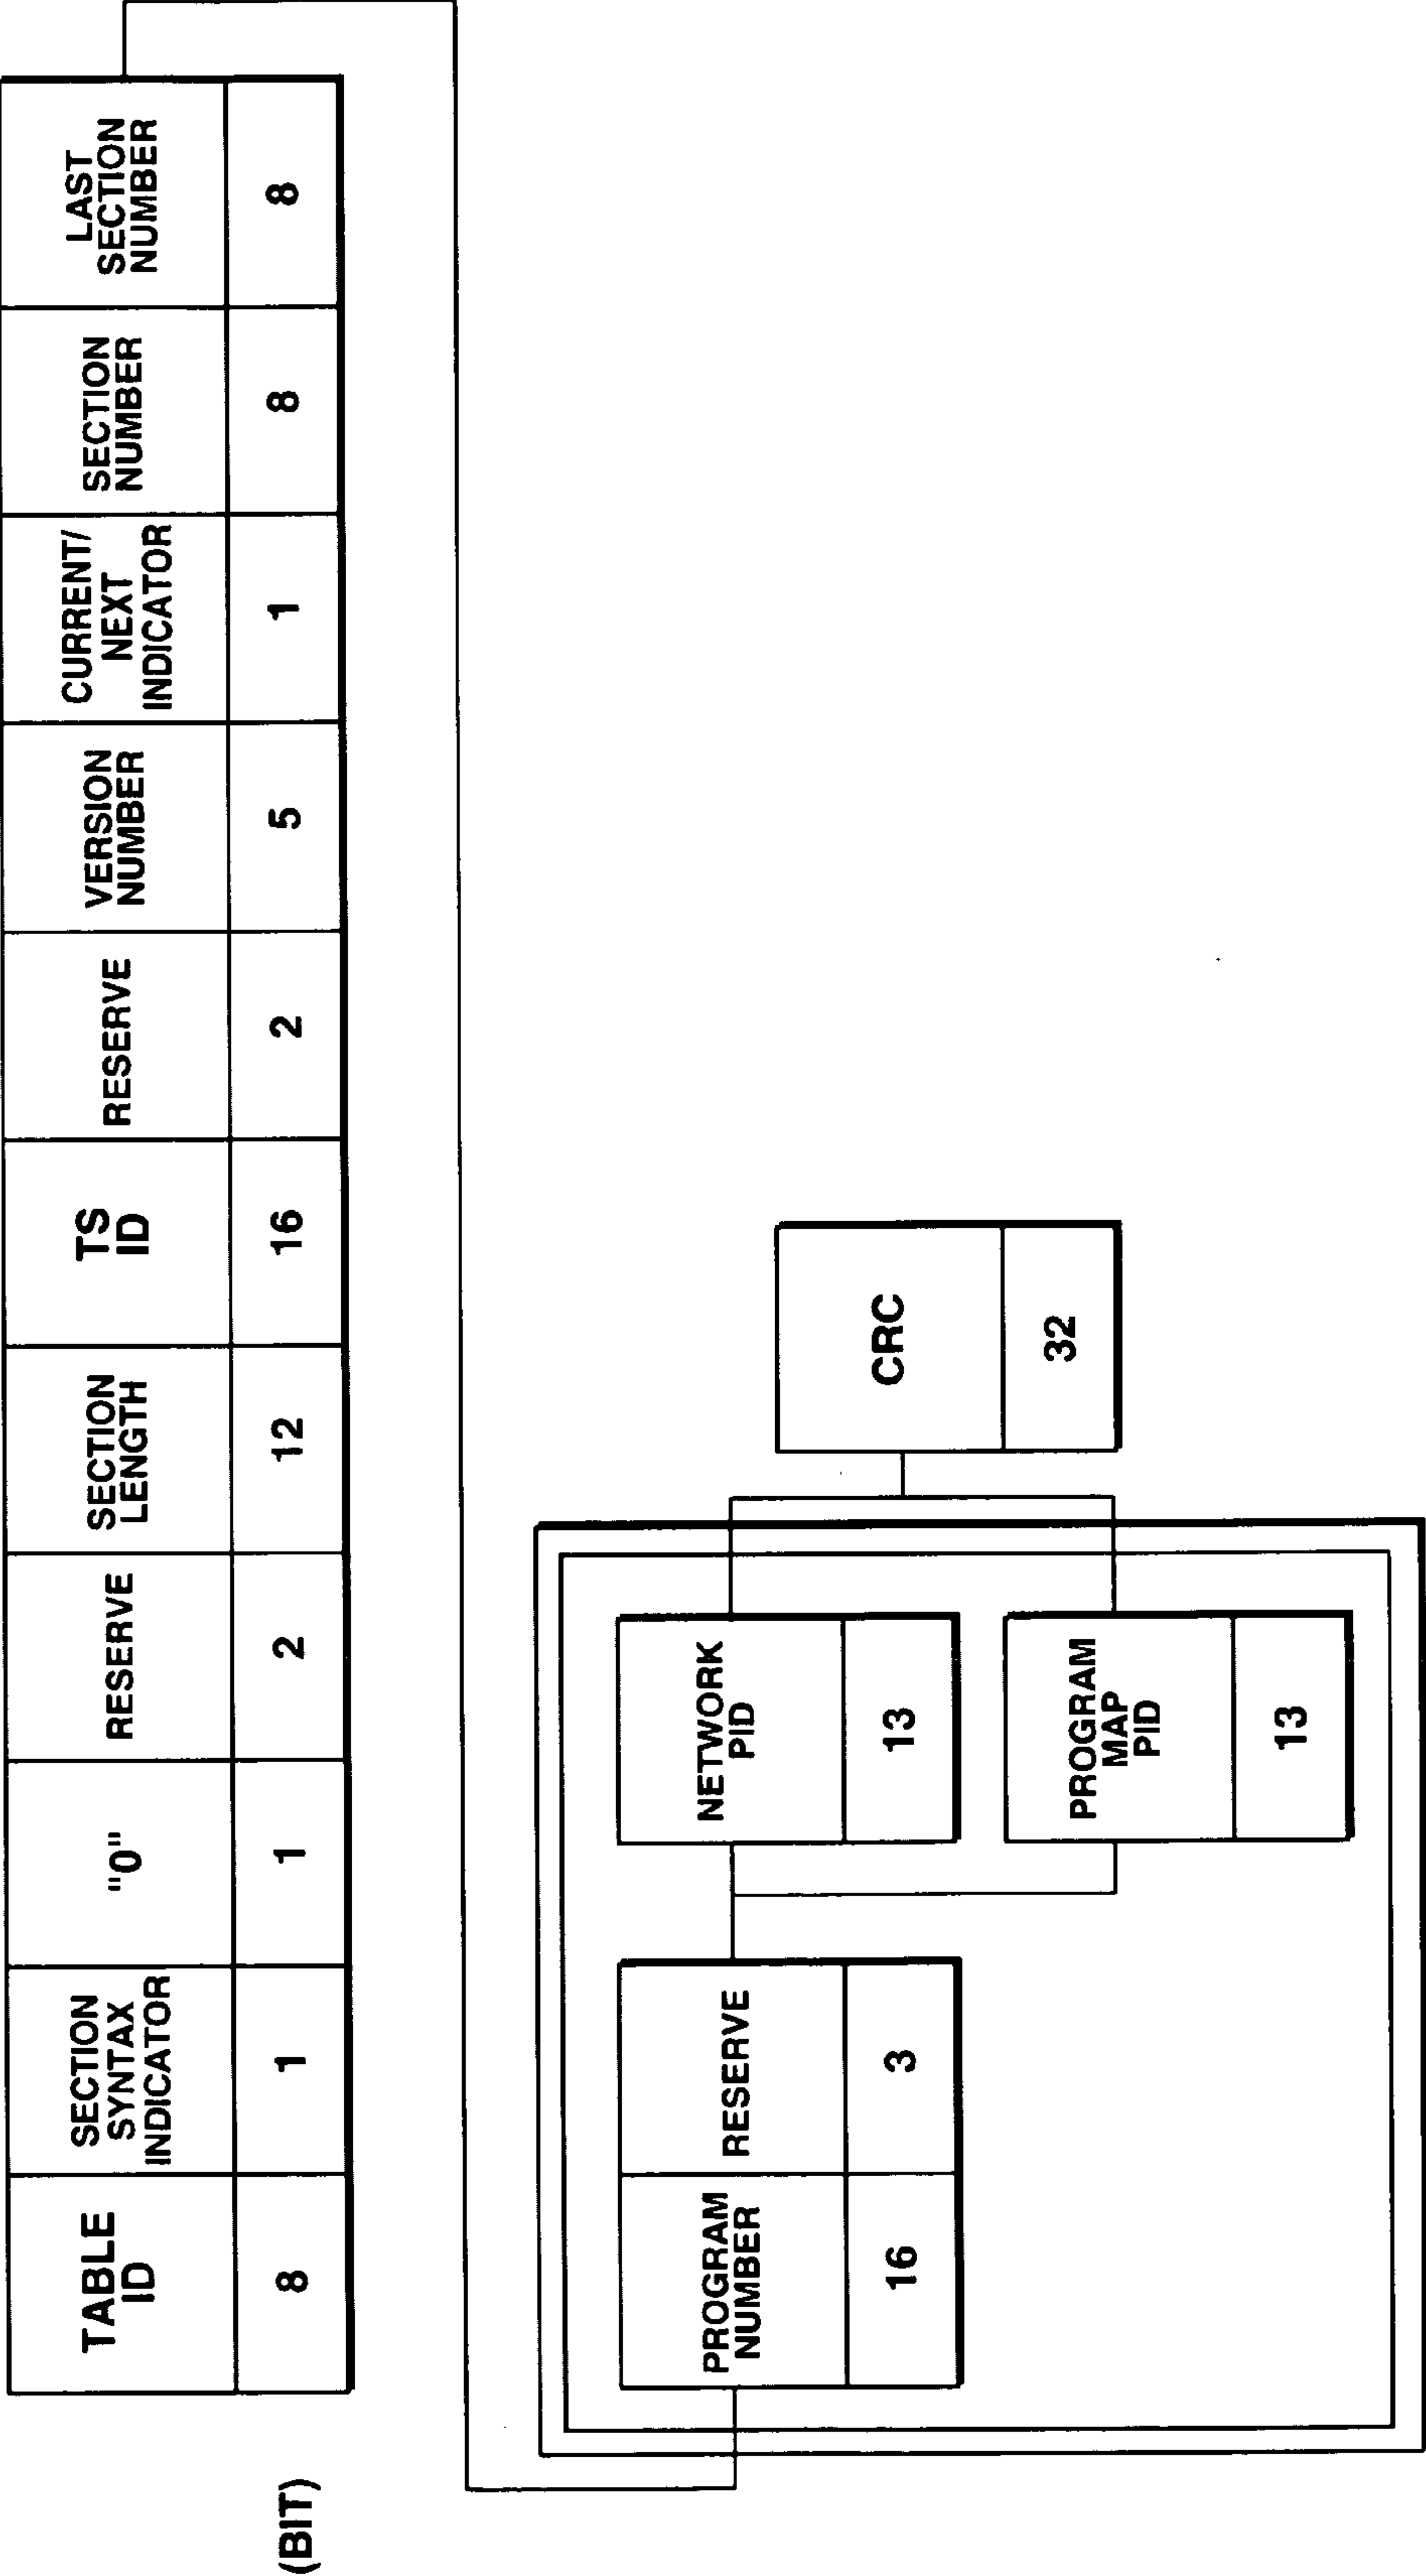 TABLE
ID
SECTION
SYNTAX
INDICATOR
"0"
RESERVE
SECTION
LENGTH
TS
ID
RESERVE
VERSION
NUMBER
CURRENT/
NEXT
INDICATOR
SECTION
NUMBER
LAST
SECTION
NUMBER
(BIT)
8
1
1
2
12
16
2
5
1
8
8
PROGRAM
NUMBER
RESERVE
16
3
NETWORK
PID
13
PROGRAM
MAP
PID
13
CRC
32